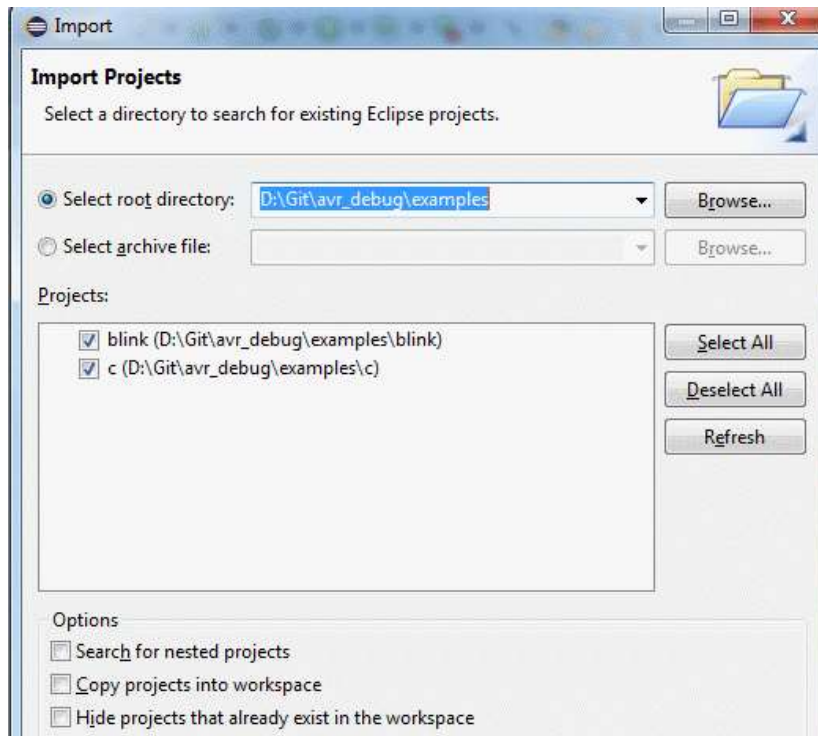 Import
Import Projects
Select a directory to search for existing Eclipse projects.
Select root directory: D:\Git\avr_debug\examples Browse...
Select archive file: Browse...
Projects:
blink (D:\Git\avr_debug\examples\blink)
c (D:\Git\avr_debug\examples\c)
Select All
Deselect All
Refresh
Options
Search for nested projects
Copy projects into workspace
Hide projects that already exist in the workspace